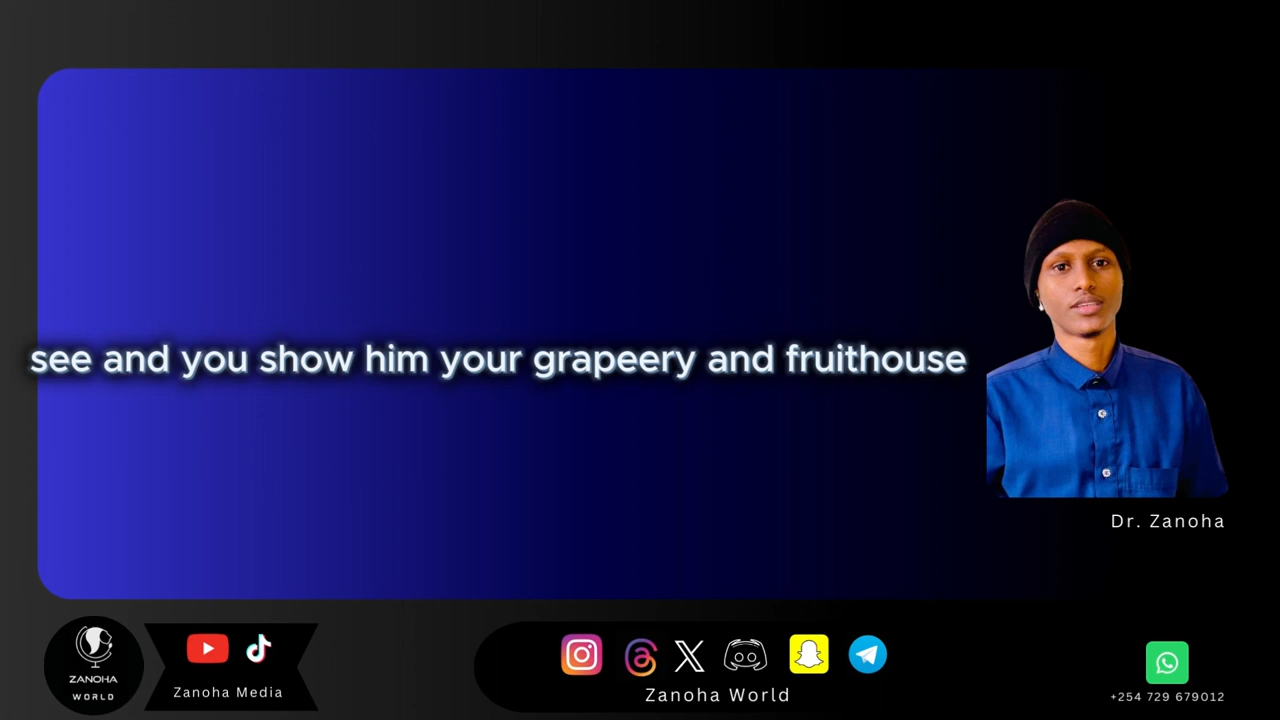 see and you show him your grapeery and fruithouse
Dr. Zanoha
ZANOHA
WORLD
Zanoha Media
Zanoha World
+254 729 679012